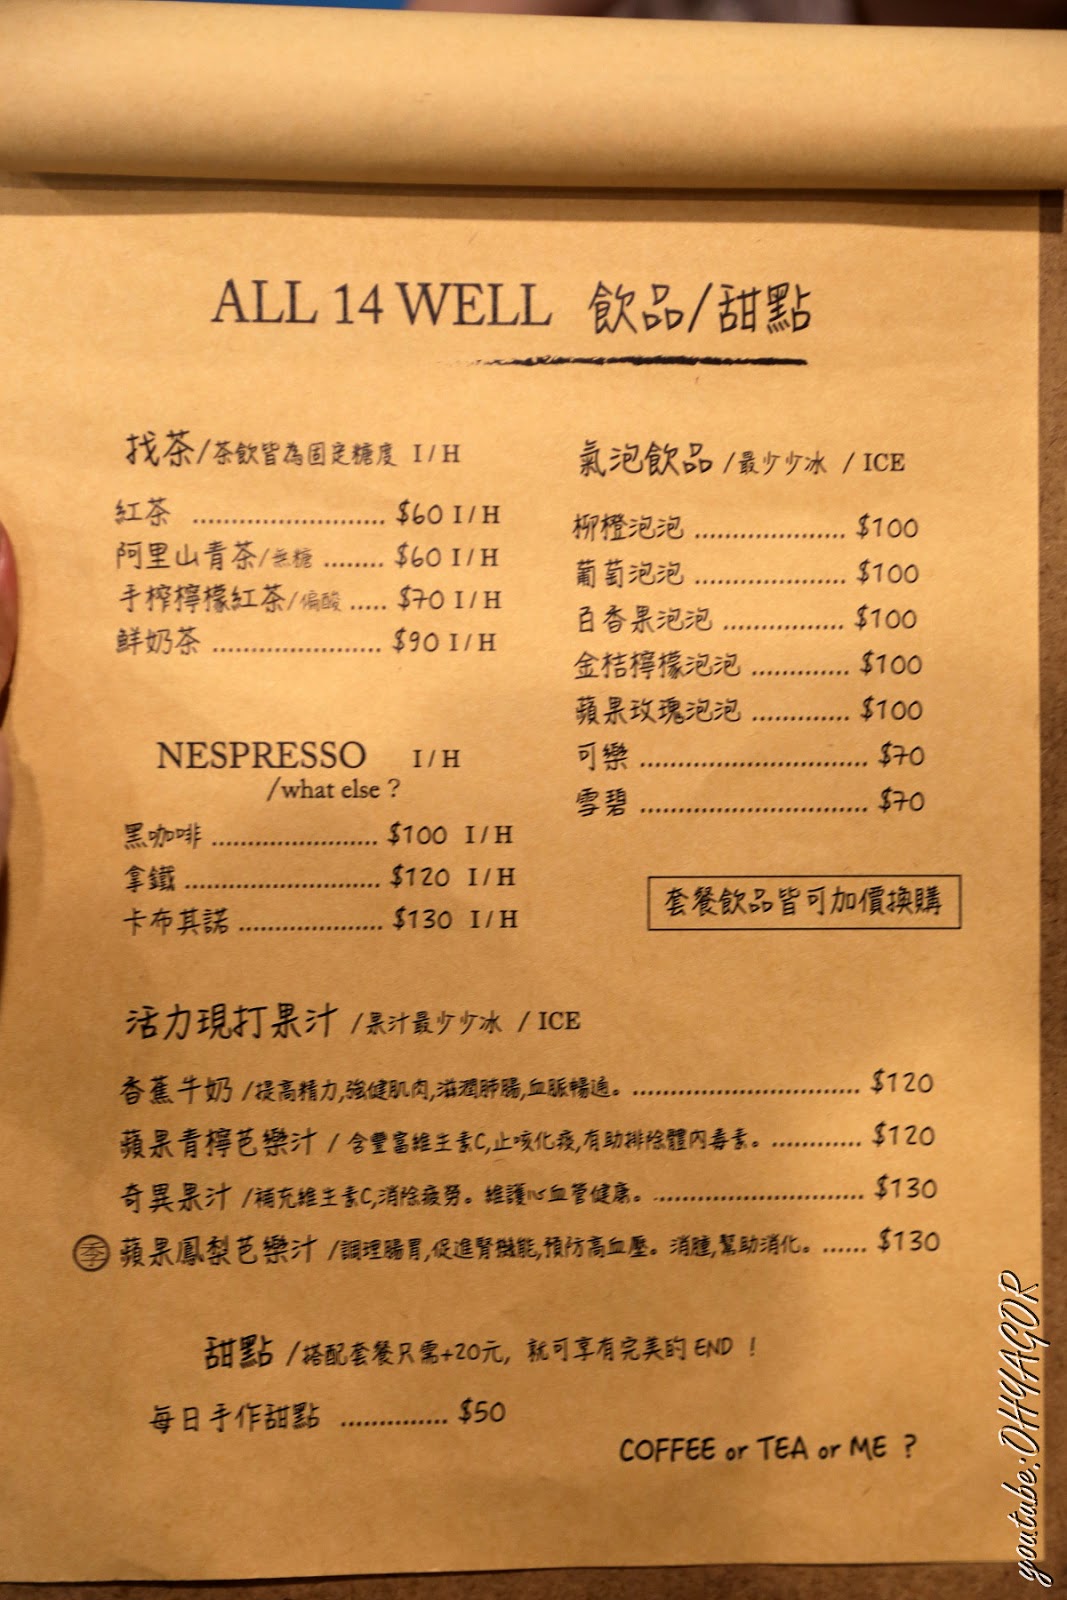 ALL 14 WELL 飲品/甜點
找茶/茶飲皆為固定糖度 I / H
紅茶 ......................... $60 I / H
阿里山青茶/無糖 ........ $60 I / H
手榨檸檬紅茶/偏酸 ..... $70 I / H
鮮奶茶 ...................... $90 I / H
NESPRESSO I / H
/what else ?
黑咖啡 ...................... $100 I / H
拿鐵 .......................... $120 I / H
卡布其諾 ................... $130 I / H
氣泡飲品 /最少少冰 / ICE
柳橙泡泡 .................... $100
葡萄泡泡 .................... $100
百香果泡泡 ................ $100
金桔檸檬泡泡 ............. $100
蘋果玫瑰泡泡 ............. $100
可樂 .............................. $70
雪碧 .............................. $70
套餐飲品皆可加價換購
活力現打果汁 /果汁最少少冰 / ICE
香蕉牛奶 /提高精力,強健肌肉,滋潤肺腸,血脈暢通。 .............................. $120
蘋果青檸芭樂汁 / 含豐富維生素C,止咳化痰,有助排除體內毒素。 ............ $120
奇異果汁 /補充維生素C,消除疲勞。維護心血管健康。 ............................ $130
季 蘋果鳳梨芭樂汁 /調理腸胃,促進腎機能,預防高血壓。消腫,幫助消化。 ...... $130
甜點 /搭配套餐只需+20元, 就可享有完美的 END !
每日手作甜點 .............. $50
COFFEE or TEA or ME ?
youtube:OHYAGOR